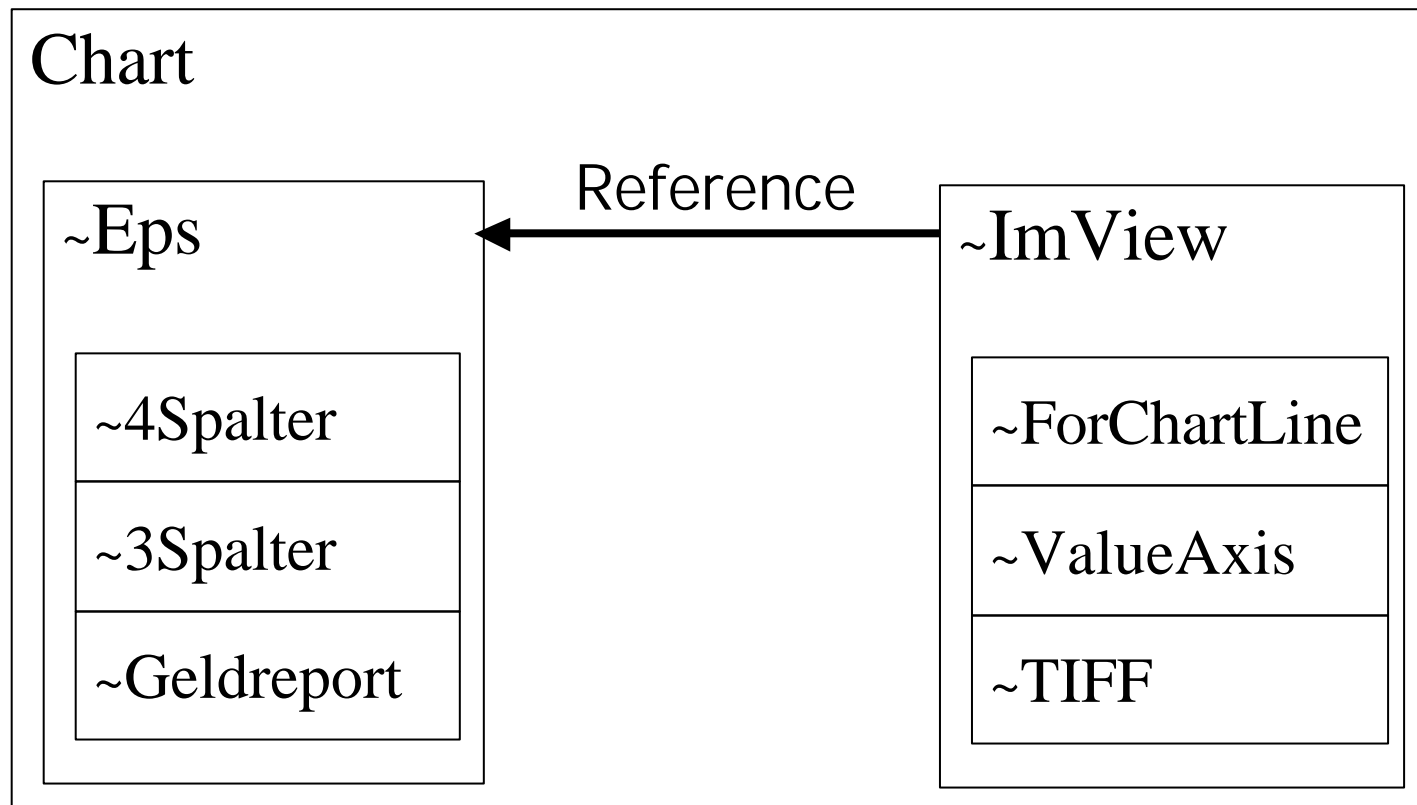 Chart
~Eps
Reference
~ImView
~4Spalter
~3Spalter
~Geldreport
~ForChartLine
~ValueAxis
~TIFF